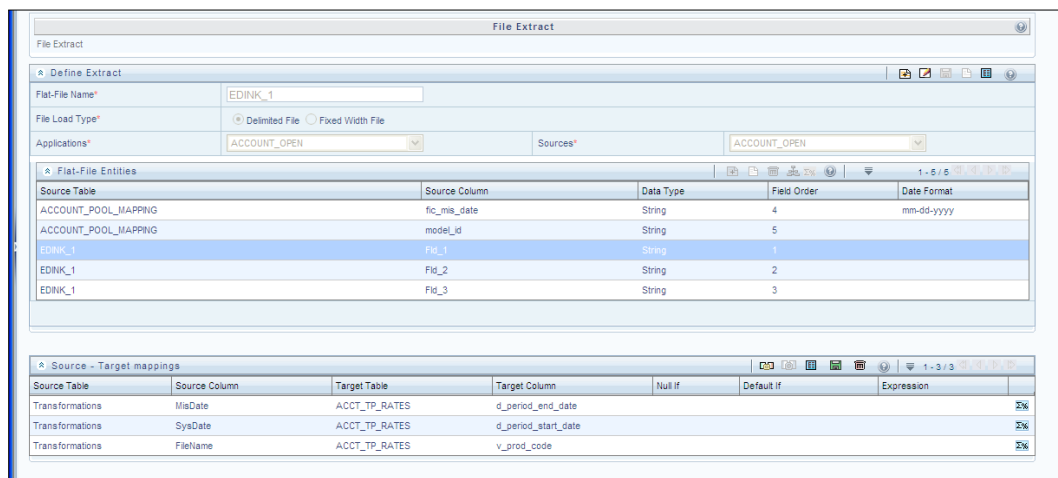 File Extract
File Extract
Define Extract
Flat-File Name* EDINK_1
File Load Type* Delimited File Fixed Width File
Applications* ACCOUNT_OPEN Sources* ACCOUNT_OPEN
Flat-File Entities 1-5/5
Source Table Source Column Data Type Field Order Date Format
ACCOUNT_POOL_MAPPING fic_mis_date String 4 mm-dd-yyyy
ACCOUNT_POOL_MAPPING model_id String 5
EDINK_1 Fld_1 String 1
EDINK_1 Fld_2 String 2
EDINK_1 Fld_3 String 3
Source - Target mappings 1-3/3
Source Table Source Column Target Table Target Column Null If Default If Expression
Transformations MisDate ACCT_TP_RATES d_period_end_date Σ%
Transformations SysDate ACCT_TP_RATES d_period_start_date Σ%
Transformations FileName ACCT_TP_RATES v_prod_code Σ%